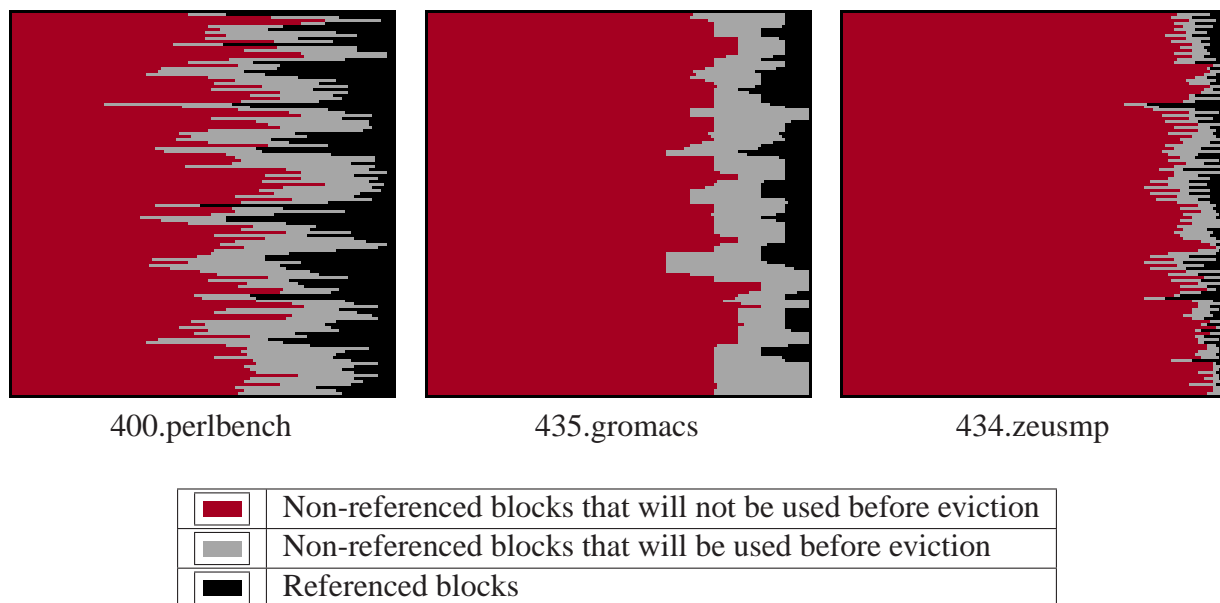 400.perlbench
435.gromacs
434.zeusmp
Non-referenced blocks that will not be used before eviction
Non-referenced blocks that will be used before eviction
Referenced blocks